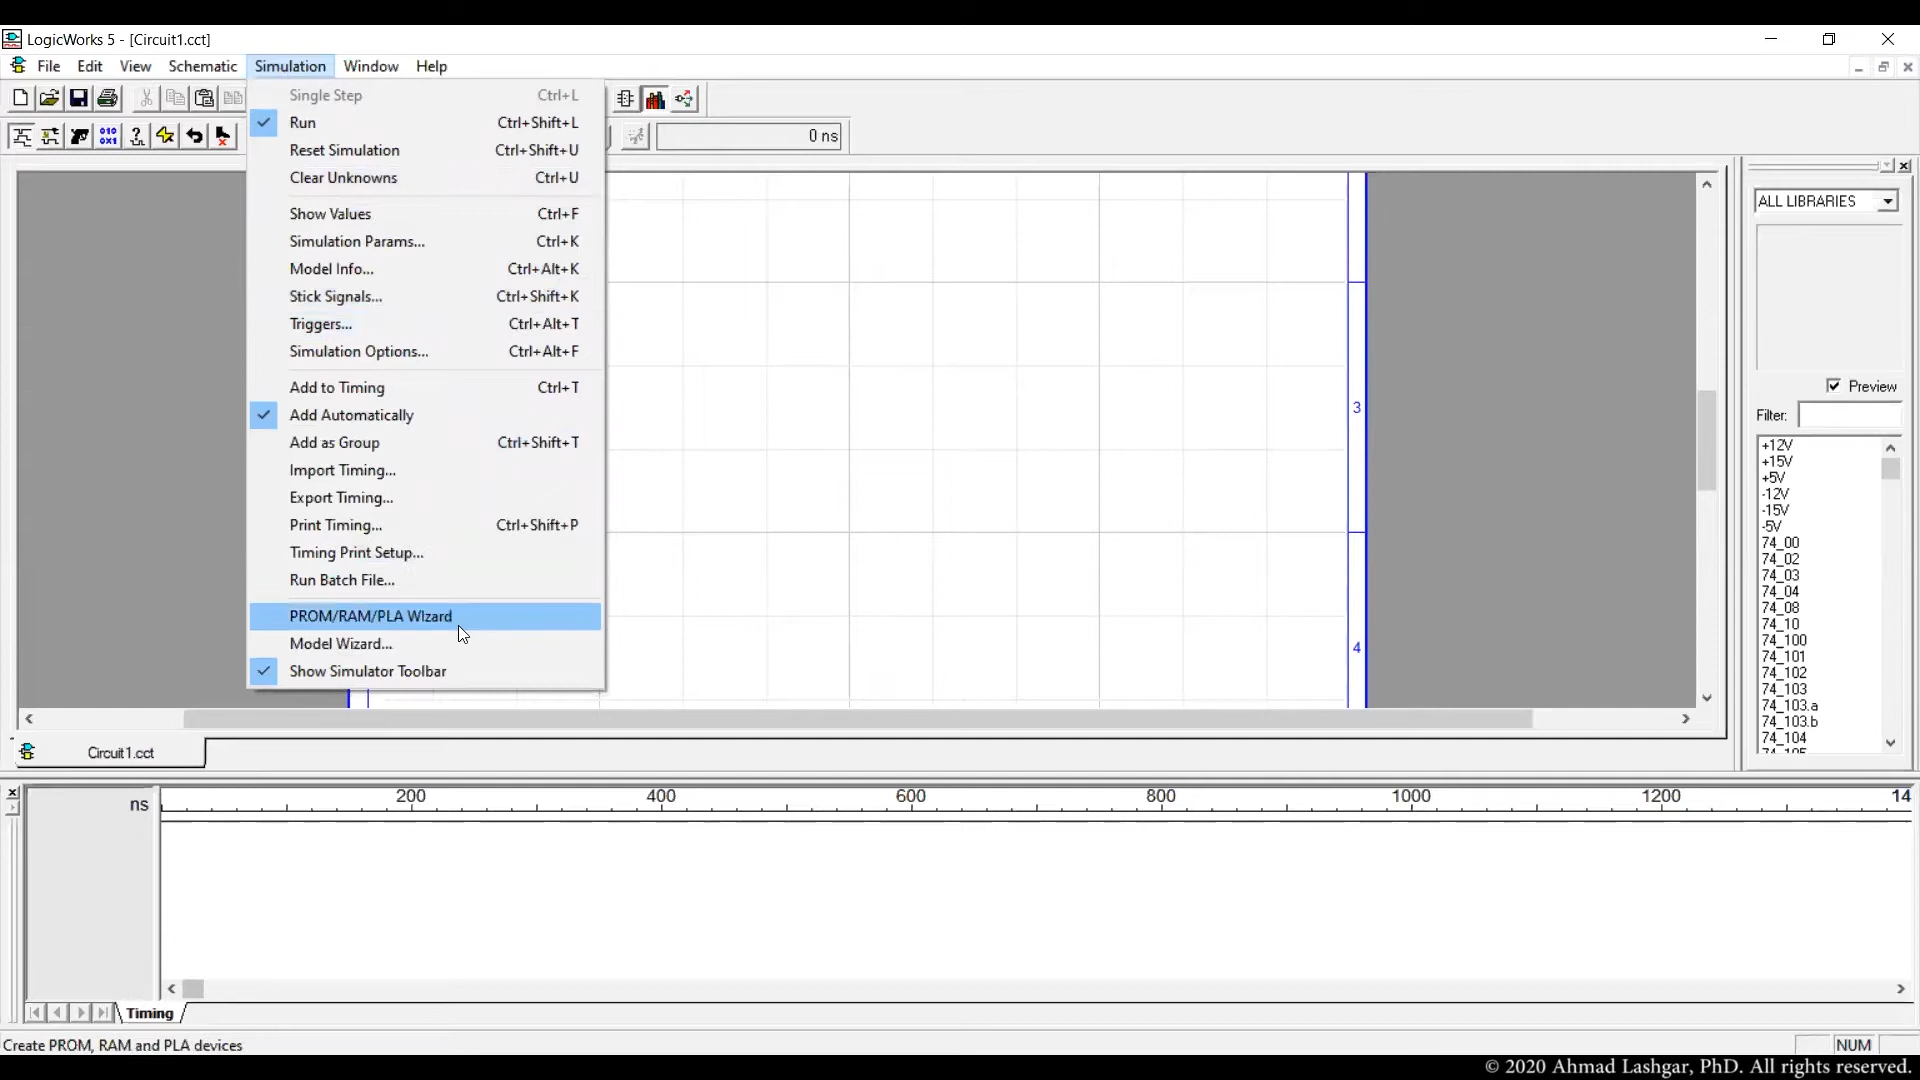 LogicWorks 5 - [Circuit1.cct]
File Edit View Schematic Simulation Window Help
Single Step Ctrl+L
Run Ctrl+Shift+L
0 ns
Reset Simulation Ctrl+Shift+U
Clear Unknowns Ctrl+U
Show Values Ctrl+F
Simulation Params... Ctrl+K
Model Info... Ctrl+Alt+K
Stick Signals... Ctrl+Shift+K
Triggers... Ctrl+Alt+T
Simulation Options... Ctrl+Alt+F
Add to Timing Ctrl+T
Add Automatically
Add as Group Ctrl+Shift+T
Import Timing...
Export Timing...
Print Timing... Ctrl+Shift+P
Timing Print Setup...
Run Batch File...
PROM/RAM/PLA WIzard
Model Wizard...
Show Simulator Toolbar
3
4
ALL LIBRARIES
Preview
Filter:
+12V
+15V
+5V
-12V
-15V
-5V
74_00
74_02
74_03
74_04
74_08
74_10
74_100
74_101
74_102
74_103
74_103.a
74_103.b
74_104
74_105
Circuit1.cct
ns 200 400 600 800 1000 1200 14
Timing
Create PROM, RAM and PLA devices
NUM
© 2020 Ahmad Lashgar, PhD. All rights reserved.